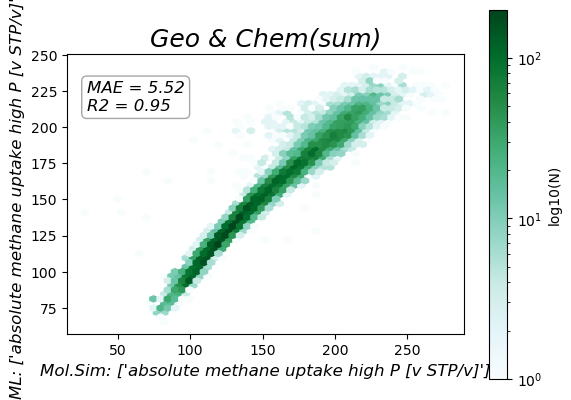 Geo & Chem(sum)
MAE = 5.52
R2 = 0.95
ML: ['absolute methane uptake high P [v STP/v]'
250
225
200
175
150
125
100
75
50 100 150 200 250
Mol.Sim: ['absolute methane uptake high P [v STP/v]']
10²
10¹
10⁰
log10(N)